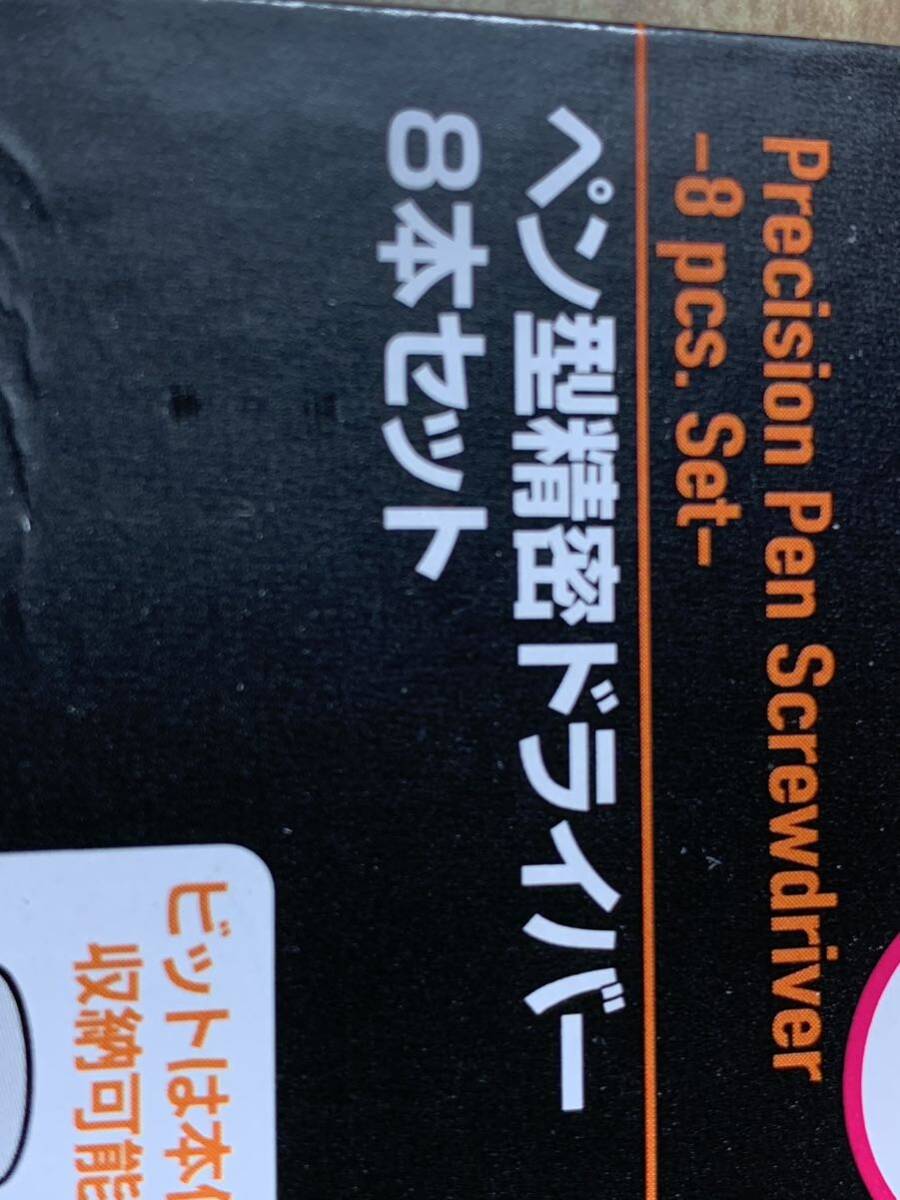 Precision Pen Screwdriver
-8 pcs. Set-
ペン型精密ドライバー
8本セット
ビットは本
収納可能